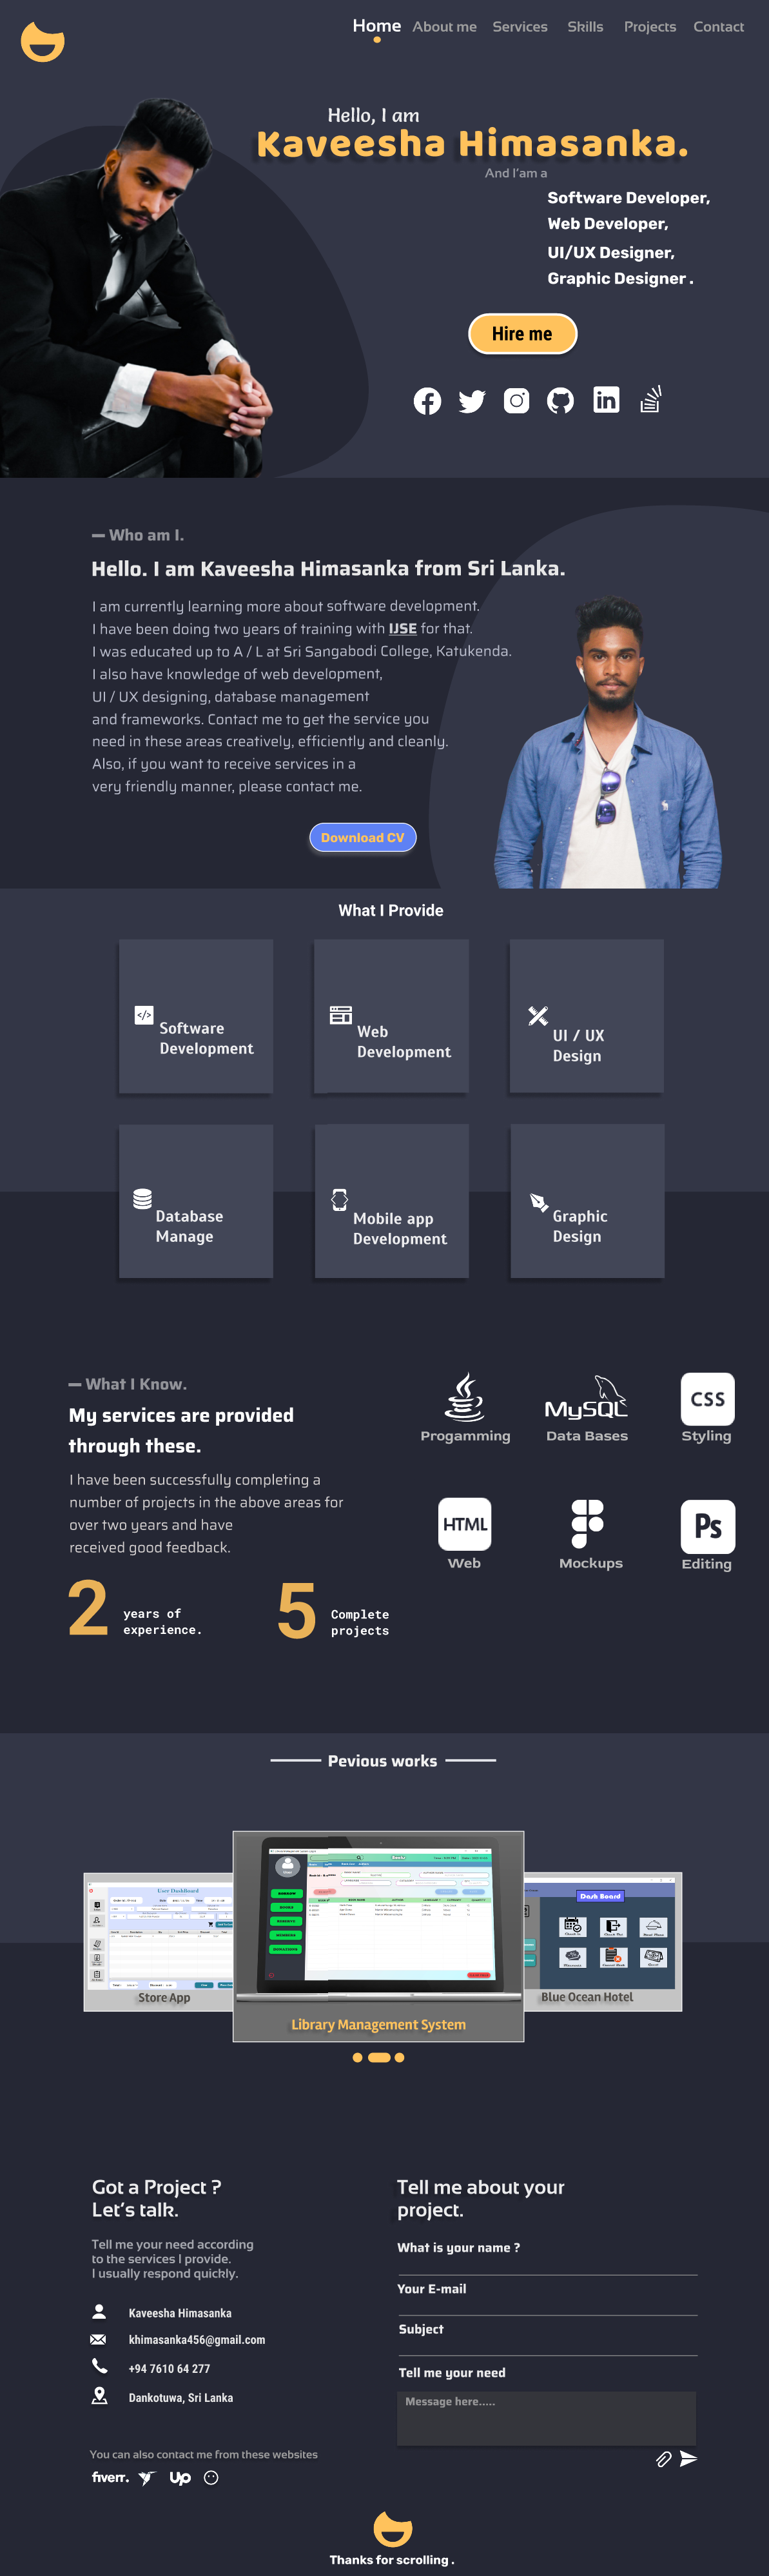 Home About me Services Skills Projects Contact
Hello, I am
Kaveesha Himasanka.
And I'am a
Software Developer,
Web Developer,
UI/UX Designer,
Graphic Designer .
Hire me
Who am I.
Hello. I am Kaveesha Himasanka from Sri Lanka.
I am currently learning more about software development.
I have been doing two years of training with IJSE for that.
I was educated up to A / L at Sri Sangabodi College, Katukenda.
I also have knowledge of web development,
UI / UX designing, database management
and frameworks. Contact me to get the service you
need in these areas creatively, efficiently and cleanly.
Also, if you want to receive services in a
very friendly manner, please contact me.
Download CV
What I Provide
Software
Development
Web
Development
UI / UX
Design
Database
Manage
Mobile app
Development
Graphic
Design
What I Know.
My services are provided
through these.
I have been successfully completing a
number of projects in the above areas for
over two years and have
received good feedback.
2 years of
experience.
5 Complete
projects
MySQL CSS
Progamming Data Bases Styling
HTML Ps
Web Mockups Editing
Pevious works
User DashBoard
Dash Board
Store App
Library Management System
Blue Ocean Hotel
Got a Project ?
Let's talk.
Tell me your need according
to the services I provide.
I usually respond quickly.
Kaveesha Himasanka
khimasanka456@gmail.com
+94 7610 64 277
Dankotuwa, Sri Lanka
You can also contact me from these websites
fiverr. Up
Tell me about your
project.
What is your name ?
Your E-mail
Subject
Tell me your need
Message here.....
Thanks for scrolling .